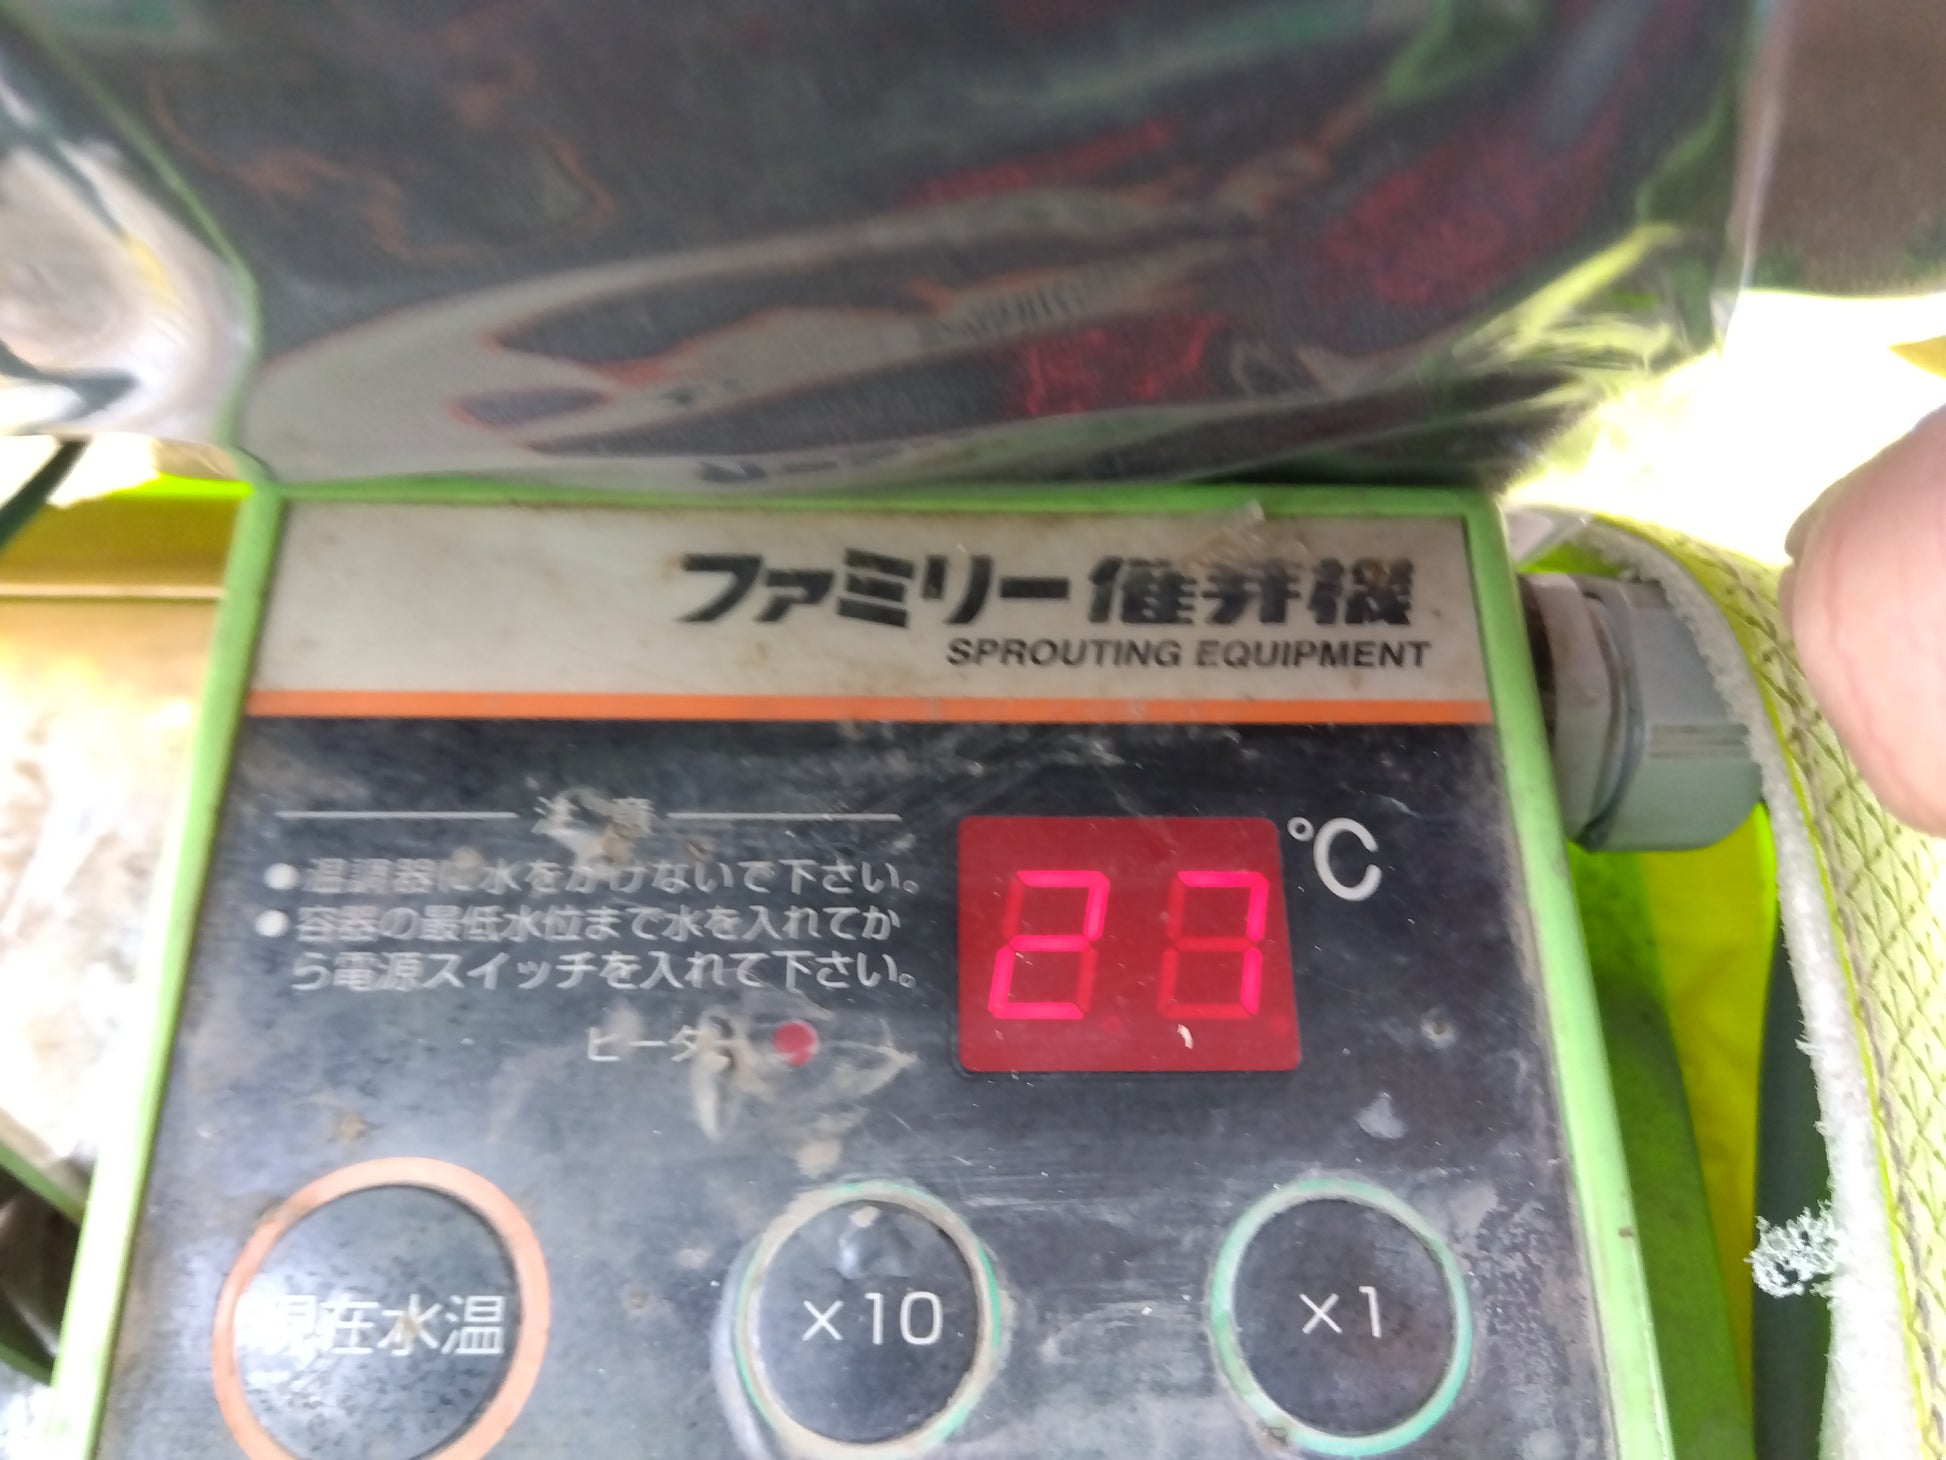 ファミリー催芽機
SPROUTING EQUIPMENT
注意
●温調器に水をかけないで下さい。
●容器の最低水位まで水を入れてか
ら電源スイッチを入れて下さい。
27
℃
ヒーター
現在水温
×10
×1